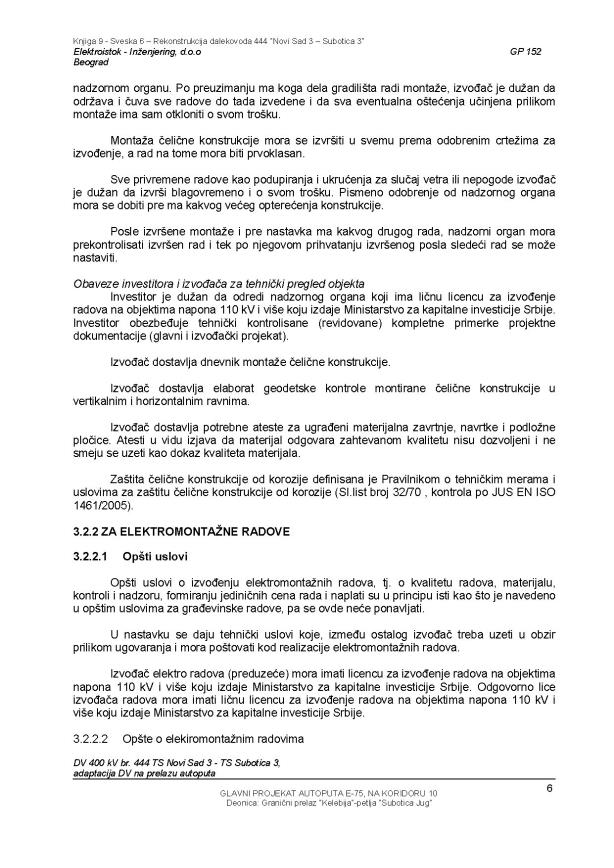 Knjiga 9 - Sveska 6 – Rekonstrukcija dalekovoda 444 "Novi Sad 3 – Subotica 3"
Elektroistok - Inženjering, d.o.o GP 152
Beograd
nadzornom organu. Po preuzimanju ma koga dela gradilišta radi montaže, izvođač je dužan da
održava i čuva sve radove do tada izvedene i da sva eventualna oštećenja učinjena prilikom
montaže ima sam otkloniti o svom trošku.
Montaža čelične konstrukcije mora se izvršiti u svemu prema odobrenim crtežima za
izvođenje, a rad na tome mora biti prvoklasan.
Sve privremene radove kao podupiranja i ukrućenja za slučaj vetra ili nepogode izvođač
je dužan da izvrši blagovremeno i o svom trošku. Pismeno odobrenje od nadzornog organa
mora se dobiti pre ma kakvog većeg opterećenja konstrukcije.
Posle izvršene montaže i pre nastavka ma kakvog drugog rada, nadzorni organ mora
prekontrolisati izvršen rad i tek po njegovom prihvatanju izvršenog posla sledeći rad se može
nastaviti.
Obaveze investitora i izvođača za tehnički pregled objekta
Investitor je dužan da odredi nadzornog organa koji ima ličnu licencu za izvođenje
radova na objektima napona 110 kV i više koju izdaje Ministarstvo za kapitalne investicije Srbije.
Investitor obezbeđuje tehnički kontrolisane (revidovane) kompletne primerke projektne
dokumentacije (glavni i izvođački projekat).
Izvođač dostavlja dnevnik montaže čelične konstrukcije.
Izvođač dostavlja elaborat geodetske kontrole montirane čelične konstrukcije u
vertikalnim i horizontalnim ravnima.
Izvođač dostavlja potrebne ateste za ugrađeni materijalna zavrtnje, navrtke i podložne
pločice. Atesti u vidu izjava da materijal odgovara zahtevanom kvalitetu nisu dozvoljeni i ne
smeju se uzeti kao dokaz kvaliteta materijala.
Zaštita čelične konstrukcije od korozije definisana je Pravilnikom o tehničkim merama i
uslovima za zaštitu čelične konstrukcije od korozije (Sl.list broj 32/70 , kontrola po JUS EN ISO
1461/2005).
3.2.2 ZA ELEKTROMONTAŽNE RADOVE
3.2.2.1 Opšti uslovi
Opšti uslovi o izvođenju elektromontažnih radova, tj. o kvalitetu radova, materijalu,
kontroli i nadzoru, formiranju jediničnih cena rada i naplati su u principu isti kao što je navedeno
u opštim uslovima za građevinske radove, pa se ovde neće ponavljati.
U nastavku se daju tehnički uslovi koje, između ostalog izvođač treba uzeti u obzir
prilikom ugovaranja i mora poštovati kod realizacije elektromontažnih radova.
Izvođač elektro radova (preduzeće) mora imati licencu za izvođenje radova na objektima
napona 110 kV i više koju izdaje Ministarstvo za kapitalne investicije Srbije. Odgovorno lice
izvođača radova mora imati ličnu licencu za izvođenje radova na objektima napona 110 kV i
više koju izdaje Ministarstvo za kapitalne investicije Srbije.
3.2.2.2 Opšte o elekiromontažnim radovima
DV 400 kV br. 444 TS Novi Sad 3 - TS Subotica 3,
adaptacija DV na prelazu autoputa
6
GLAVNI PROJEKAT AUTOPUTA E-75, NA KORIDORU 10
Deonica: Granični prelaz "Kelebija"-petlja "Subotica Jug"